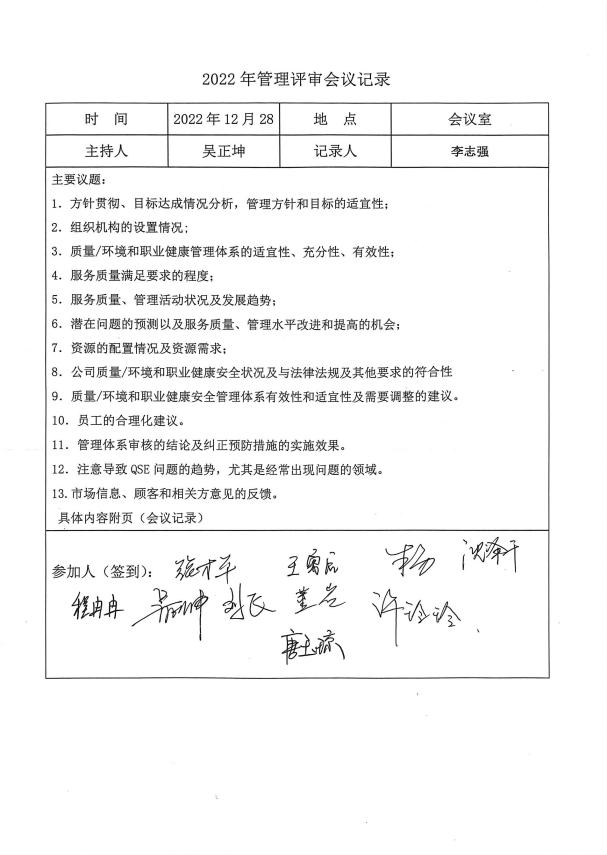 2022 年管理评审会议记录
时 间 2022 年 12 月 28 地 点 会议室
主持人 吴正坤 记录人 李志强
主要议题：
1．方针贯彻、目标达成情况分析，管理方针和目标的适宜性；
2．组织机构的设置情况；
3．质量/环境和职业健康管理体系的适宜性、充分性、有效性；
4．服务质量满足要求的程度；
5．服务质量、管理活动状况及发展趋势；
6．潜在问题的预测以及服务质量、管理水平改进和提高的机会；
7．资源的配置情况及资源需求；
8．公司质量/环境和职业健康安全状况及与法律法规及其他要求的符合性
9．质量/环境和职业健康安全管理体系有效性和适宜性及需要调整的建议。
10．员工的合理化建议。
11．管理体系审核的结论及纠正预防措施的实施效果。
12．注意导致 QSE 问题的趋势，尤其是经常出现问题的领域。
13.市场信息、顾客和相关方意见的反馈。
具体内容附页（会议记录）
参加人（签到）：
程冉冉 董岩 许玲玲